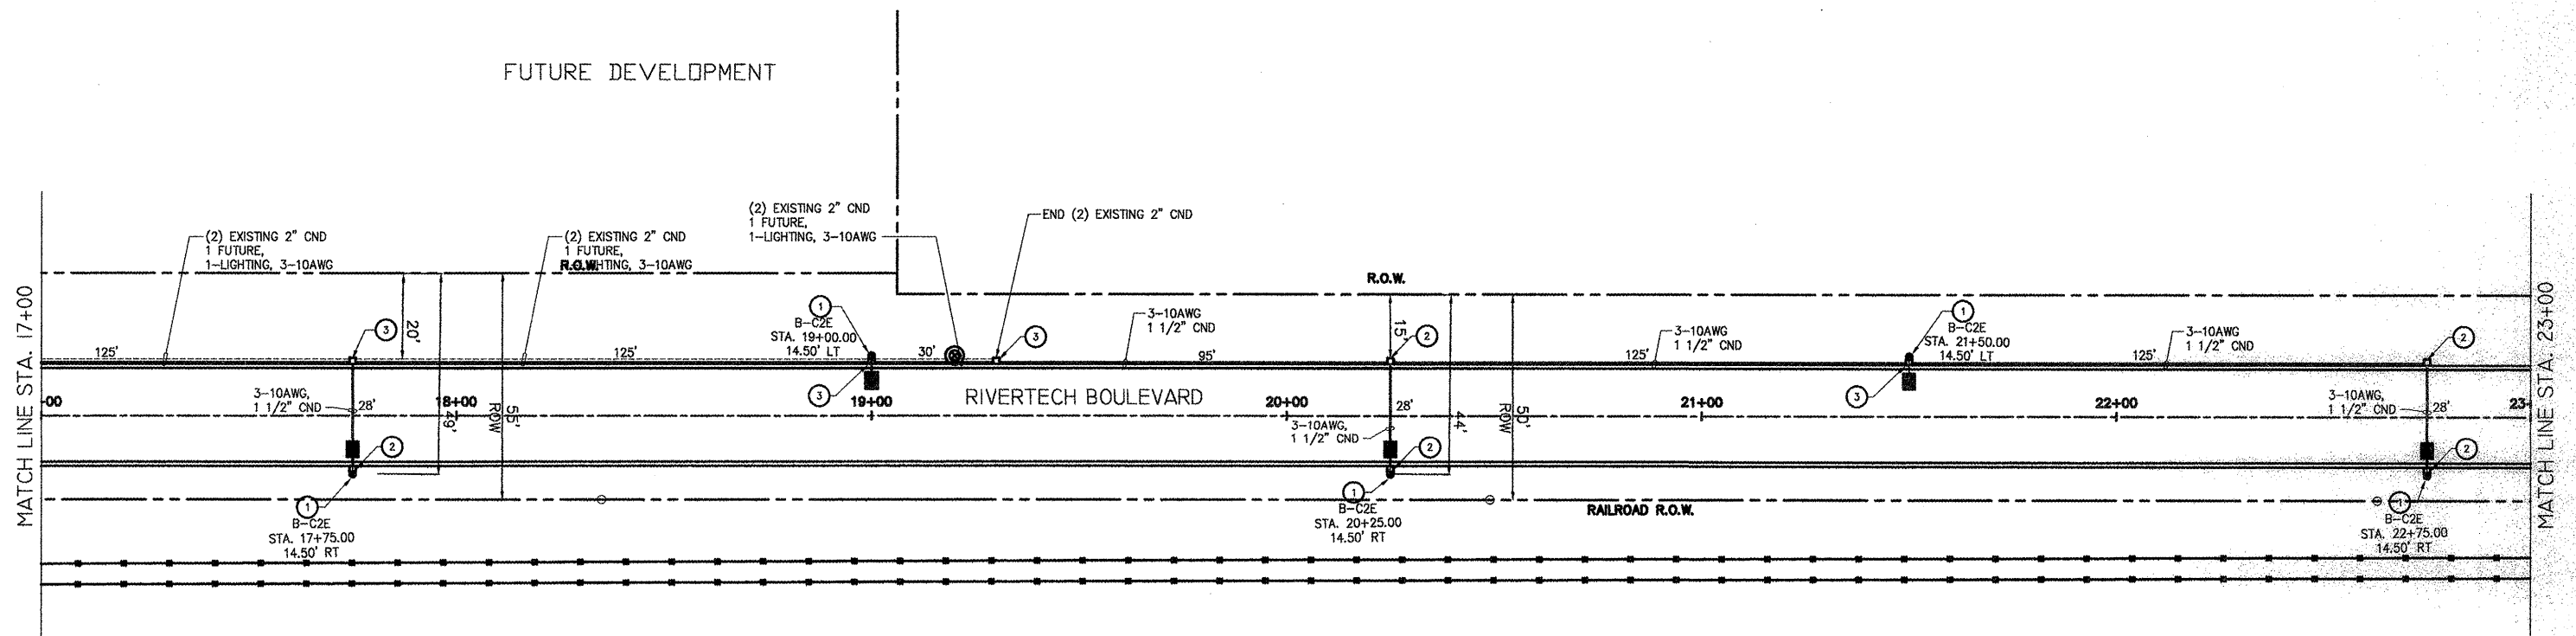 FUTURE DEVELOPMENT
(2) EXISTING 2" CND
1 FUTURE,
1-LIGHTING, 3-10AWG
(2) EXISTING 2" CND
1 FUTURE,
R.O.W.HTING, 3-10AWG
(2) EXISTING 2" CND
1 FUTURE,
1-LIGHTING, 3-10AWG
END (2) EXISTING 2" CND
R.O.W.
MATCH LINE STA. 17+00
125'
3
20'
125'
1
B-C2E
STA. 19+00.00
14.50' LT
3
30'
3
3-10AWG
1 1/2" CND
95'
15'
2
125'
3-10AWG
1 1/2" CND
1
B-C2E
STA. 21+50.00
14.50' LT
3
125'
3-10AWG
1 1/2" CND
2
MATCH LINE STA. 23+00
00
3-10AWG,
1 1/2" CND
28'
18+00
49'
55'
ROW
19+00
RIVERTECH BOULEVARD
20+00
28'
3-10AWG,
1 1/2" CND
44'
50'
ROW
21+00
22+00
3-10AWG,
1 1/2" CND
28'
23
2
1
B-C2E
STA. 17+75.00
14.50' RT
2
1
B-C2E
STA. 20+25.00
14.50' RT
RAILROAD R.O.W.
2
1
B-C2E
STA. 22+75.00
14.50' RT